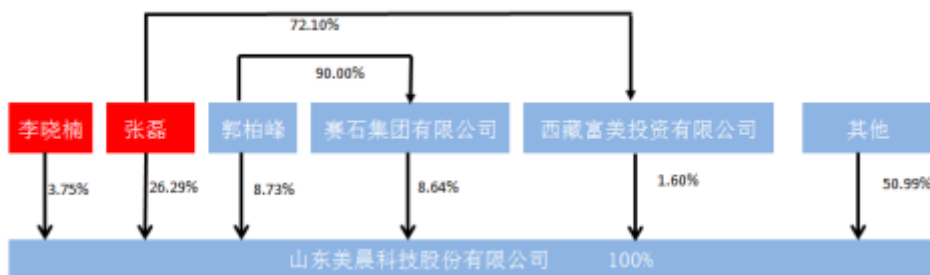 72.10%
90.00%
李晓楠 张磊 郭柏峰 赛石集团有限公司 西藏富美投资有限公司 其他
3.75% 26.29% 8.73% 8.64% 1.60% 50.99%
山东美晨科技股份有限公司 100%